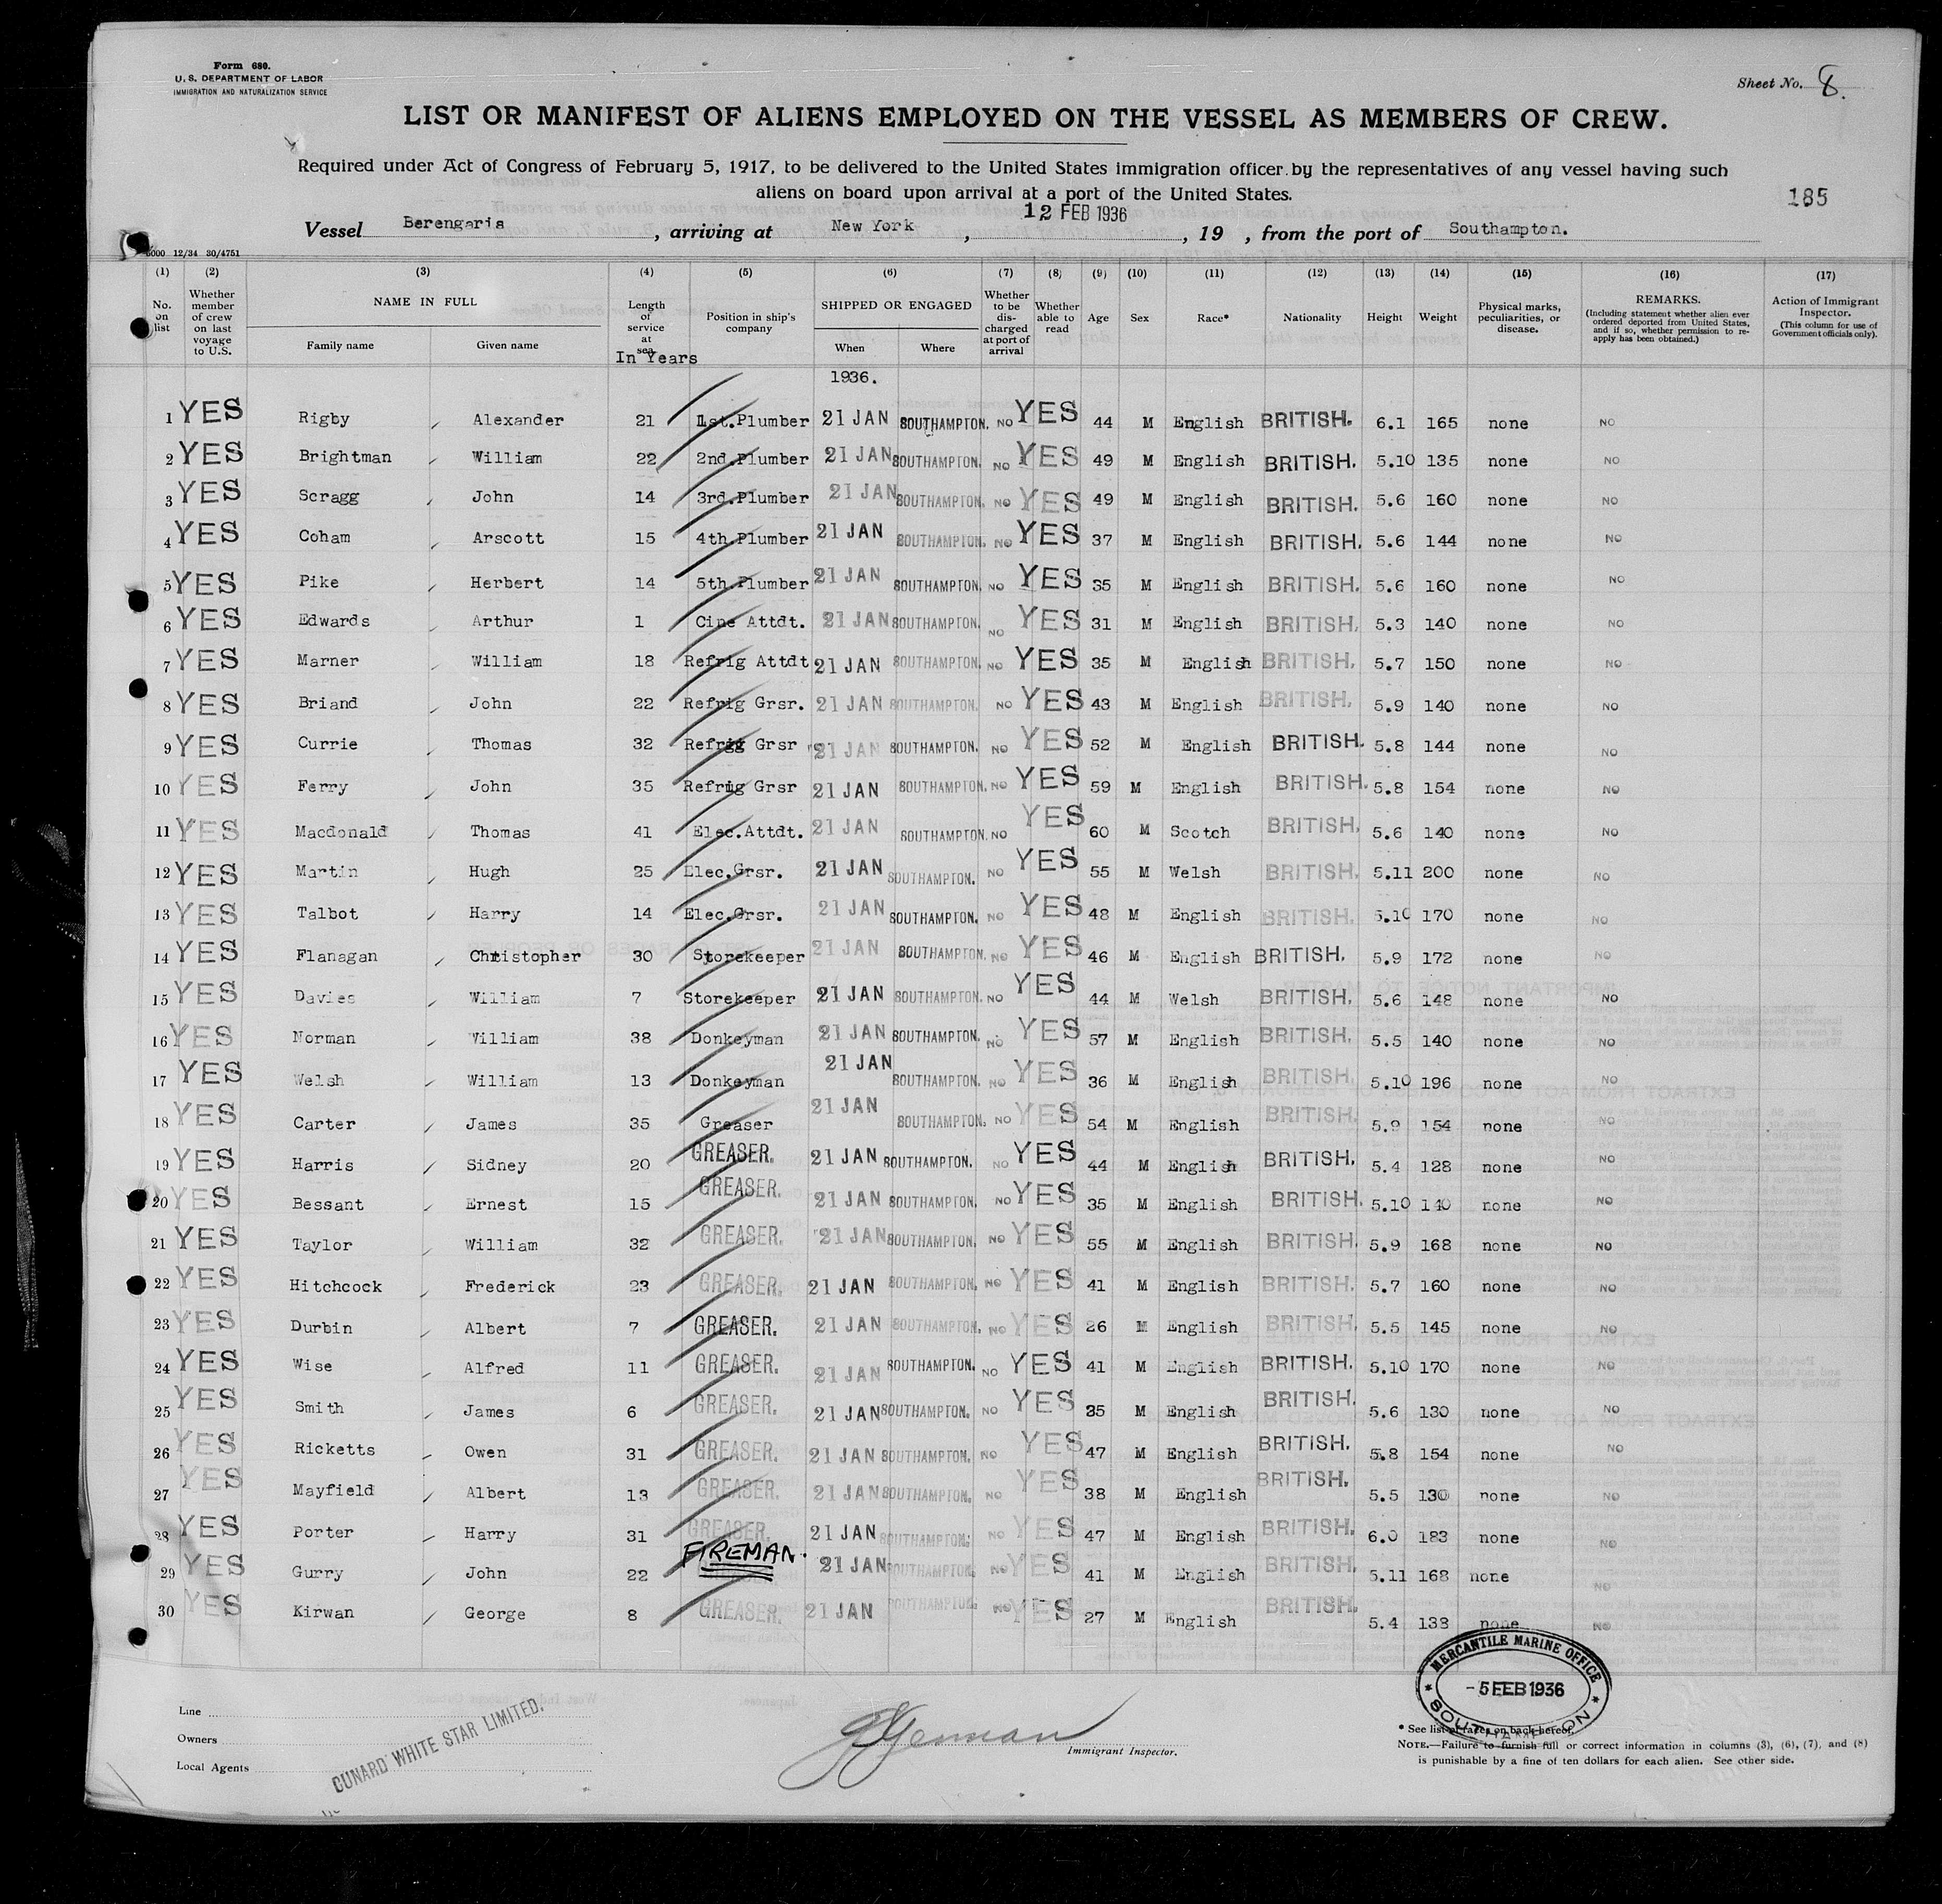 Form 680.
U. S. DEPARTMENT OF LABOR
IMMIGRATION AND NATURALIZATION SERVICE
Sheet No. 8.
LIST OR MANIFEST OF ALIENS EMPLOYED ON THE VESSEL AS MEMBERS OF CREW.
Required under Act of Congress of February 5, 1917, to be delivered to the United States immigration officer by the representatives of any vessel having such
aliens on board upon arrival at a port of the United States.
185
12 FEB 1936
Vessel Berengaria, arriving at New York, , 19 , from the port of Southampton.
5000 12/34 30/4751
(1) (2) (3) (4) (5) (6) (7) (8) (9) (10) (11) (12) (13) (14) (15) (16) (17)
No. on list
Whether member of crew on last voyage to U.S.
NAME IN FULL
Family name Given name
Length of service at sea
In Years
Position in ship's company
SHIPPED OR ENGAGED
When Where
Whether to be discharged at port of arrival
Whether able to read
Age
Sex
Race*
Nationality
Height
Weight
Physical marks, peculiarities, or disease.
REMARKS.
(Including statement whether alien ever ordered deported from United States, and if so, whether permission to reapply has been obtained.)
Action of Immigrant Inspector.
(This column for use of Government officials only).
1936.
1 YES Rigby , Alexander 21 1st.Plumber 21 JAN SOUTHAMPTON. NO YES 44 M English BRITISH. 6.1 165 none NO
2 YES Brightman , William 22 2nd.Plumber 21 JAN SOUTHAMPTON. NO YES 49 M English BRITISH. 5.10 135 none NO
3 YES Scragg , John 14 3rd.Plumber 21 JAN SOUTHAMPTON. NO YES 49 M English BRITISH. 5.6 160 none NO
4 YES Coham , Arscott 15 4th.Plumber 21 JAN SOUTHAMPTON. NO YES 37 M English BRITISH. 5.6 144 none NO
5 YES Pike , Herbert 14 5th.Plumber 21 JAN SOUTHAMPTON. NO YES 35 M English BRITISH. 5.6 160 none NO
6 YES Edwards , Arthur 1 Cine Attdt. 21 JAN SOUTHAMPTON. NO YES 31 M English BRITISH. 5.3 140 none NO
7 YES Marner , William 18 Refrig Attdt 21 JAN SOUTHAMPTON. NO YES 35 M English BRITISH. 5.7 150 none NO
8 YES Briand , John 22 Refrig Grsr. 21 JAN SOUTHAMPTON. NO YES 43 M English BRITISH. 5.9 140 none NO
9 YES Currie , Thomas 32 Refrig Grsr 21 JAN SOUTHAMPTON. NO YES 52 M English BRITISH. 5.8 144 none NO
10 YES Ferry , John 35 Refrig Grsr 21 JAN SOUTHAMPTON. NO YES 59 M English BRITISH. 5.8 154 none NO
11 YES Macdonald , Thomas 41 Elec.Attdt. 21 JAN SOUTHAMPTON. NO YES 60 M Scotch BRITISH. 5.6 140 none NO
12 YES Martin , Hugh 25 Elec.Grsr. 21 JAN SOUTHAMPTON. NO YES 55 M Welsh BRITISH. 5.11 200 none NO
13 YES Talbot , Harry 14 Elec.Grsr. 21 JAN SOUTHAMPTON. NO YES 48 M English BRITISH. 5.10 170 none NO
14 YES Flanagan , Christopher 30 Storekeeper 21 JAN SOUTHAMPTON. NO YES 46 M English BRITISH. 5.9 172 none NO
15 YES Davies , William 7 Storekeeper 21 JAN SOUTHAMPTON. NO YES 44 M Welsh BRITISH. 5.6 148 none NO
16 YES Norman , William 38 Donkeyman 21 JAN SOUTHAMPTON. NO YES 57 M English BRITISH. 5.5 140 none NO
17 YES Welsh , William 13 Donkeyman 21 JAN SOUTHAMPTON. NO YES 36 M English BRITISH. 5.10 196 none NO
18 YES Carter , James 35 Greaser 21 JAN SOUTHAMPTON. NO YES 54 M English BRITISH. 5.9 154 none NO
19 YES Harris , Sidney 20 GREASER. 21 JAN SOUTHAMPTON. NO YES 44 M English BRITISH. 5.4 128 none NO
20 YES Bessant , Ernest 15 GREASER. 21 JAN SOUTHAMPTON. NO YES 35 M English BRITISH. 5.10 140 none NO
21 YES Taylor , William 32 GREASER. 21 JAN SOUTHAMPTON. NO YES 55 M English BRITISH. 5.9 168 none NO
22 YES Hitchcock , Frederick 23 GREASER. 21 JAN SOUTHAMPTON. NO YES 41 M English BRITISH. 5.7 160 none NO
23 YES Durbin , Albert 7 GREASER. 21 JAN SOUTHAMPTON. NO YES 26 M English BRITISH. 5.5 145 none NO
24 YES Wise , Alfred 11 GREASER. 21 JAN SOUTHAMPTON. NO YES 41 M English BRITISH. 5.10 170 none NO
25 YES Smith , James 6 GREASER. 21 JAN SOUTHAMPTON. NO YES 35 M English BRITISH. 5.6 130 none NO
26 YES Ricketts , Owen 31 GREASER. 21 JAN SOUTHAMPTON. NO YES 47 M English BRITISH. 5.8 154 none NO
27 YES Mayfield , Albert 13 GREASER. 21 JAN SOUTHAMPTON. NO YES 38 M English BRITISH. 5.5 130 none NO
28 YES Porter , Harry 31 GREASER. 21 JAN SOUTHAMPTON. NO YES 47 M English BRITISH. 6.0 183 none NO
29 YES Gurry , John 22 FIREMAN. 21 JAN SOUTHAMPTON. NO YES 41 M English BRITISH. 5.11 168 none NO
30 YES Kirwan , George 8 GREASER. 21 JAN SOUTHAMPTON. NO YES 27 M English BRITISH. 5.4 138 none NO
MERCANTILE MARINE OFFICE
- 5 FEB 1936
SOUTHAMPTON
Line
Owners
Local Agents
CUNARD WHITE STAR LIMITED.
Immigrant Inspector.
* See list of races on back hereof.
NOTE.—Failure to furnish full or correct information in columns (3), (6), (7), and (8)
is punishable by a fine of ten dollars for each alien. See other side.